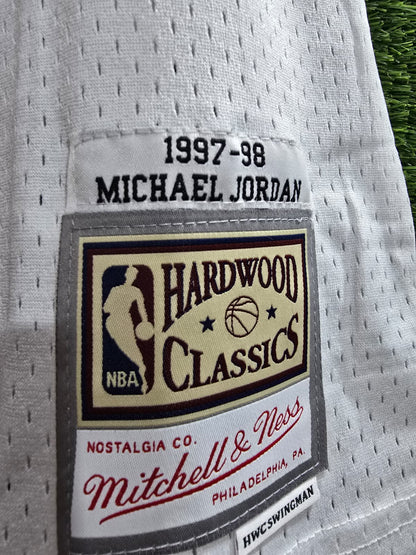 1997-98
MICHAEL JORDAN
HARDWOOD
CLASSICS
NBA
NOSTALGIA CO.
Mitchell & Ness
PHILADELPHIA, PA.
HWCSWINGMAN